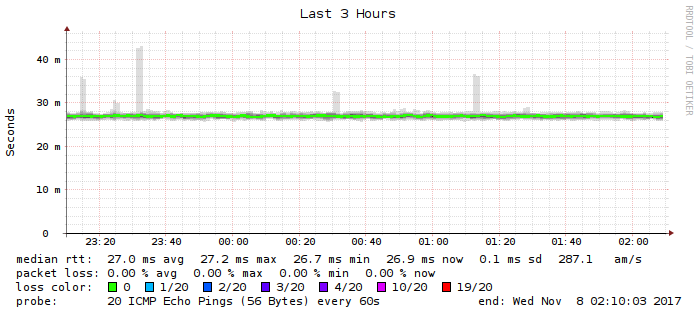 Last 3 Hours
RRDTOOL / TOBI OETIKER
Seconds
40 m
30 m
20 m
10 m
0
23:20 23:40 00:00 00:20 00:40 01:00 01:20 01:40 02:00
median rtt: 27.0 ms avg 27.2 ms max 26.7 ms min 26.9 ms now 0.1 ms sd 287.1 am/s
packet loss: 0.00 % avg 0.00 % max 0.00 % min 0.00 % now
loss color: 0 1/20 2/20 3/20 4/20 10/20 19/20
probe: 20 ICMP Echo Pings (56 Bytes) every 60s end: Wed Nov 8 02:10:03 2017